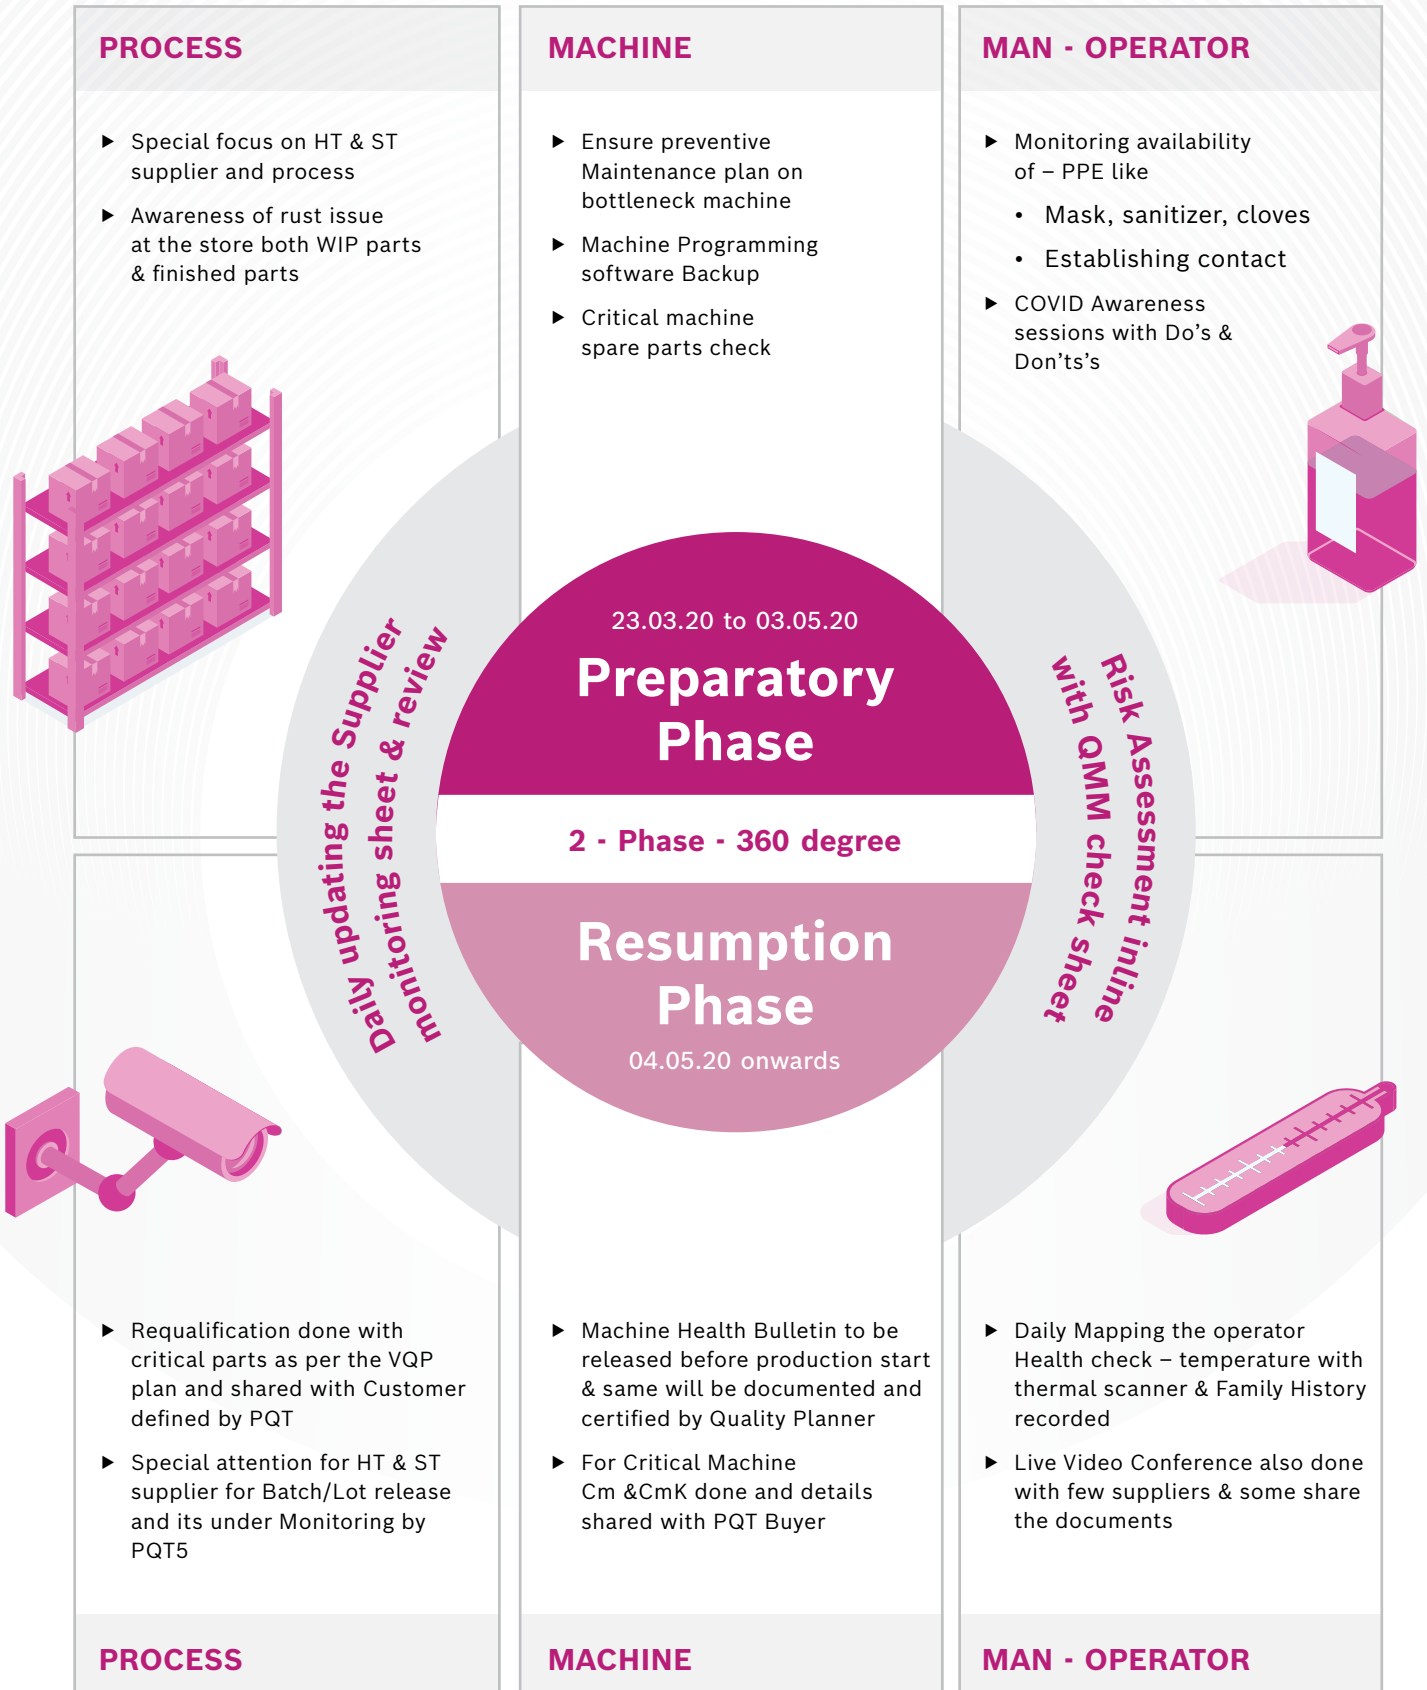 PROCESS
▶ Special focus on HT & ST
supplier and process
▶ Awareness of rust issue
at the store both WIP parts
& finished parts
MACHINE
▶ Ensure preventive
Maintenance plan on
bottleneck machine
▶ Machine Programming
software Backup
▶ Critical machine
spare parts check
MAN - OPERATOR
▶ Monitoring availability
of – PPE like
• Mask, sanitizer, cloves
• Establishing contact
▶ COVID Awareness
sessions with Do’s &
Don’ts’s
Daily updating the Supplier
monitoring sheet & review
23.03.20 to 03.05.20
Preparatory
Phase
2 - Phase - 360 degree
Resumption
Phase
04.05.20 onwards
Risk Assessment inline
with QMM check sheet
▶ Requalification done with
critical parts as per the VQP
plan and shared with Customer
defined by PQT
▶ Special attention for HT & ST
supplier for Batch/Lot release
and its under Monitoring by
PQT5
PROCESS
▶ Machine Health Bulletin to be
released before production start
& same will be documented and
certified by Quality Planner
▶ For Critical Machine
Cm &CmK done and details
shared with PQT Buyer
MACHINE
▶ Daily Mapping the operator
Health check – temperature with
thermal scanner & Family History
recorded
▶ Live Video Conference also done
with few suppliers & some share
the documents
MAN - OPERATOR